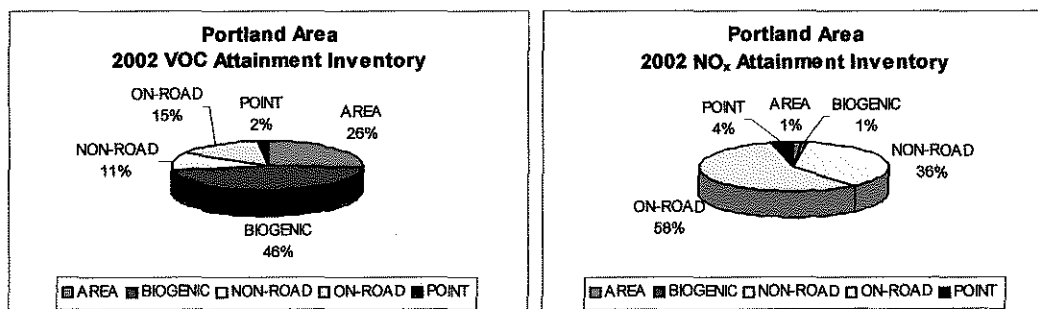 Portland Area
2002 VOC Attainment Inventory
ON-ROAD
15%
POINT
2%
AREA
26%
NON-ROAD
11%
BIOGENIC
46%
AREA BIOGENIC NON-ROAD ON-ROAD POINT
Portland Area
2002 NOₓ Attainment Inventory
POINT
4%
AREA
1%
BIOGENIC
1%
NON-ROAD
36%
ON-ROAD
58%
AREA BIOGENIC NON-ROAD ON-ROAD POINT